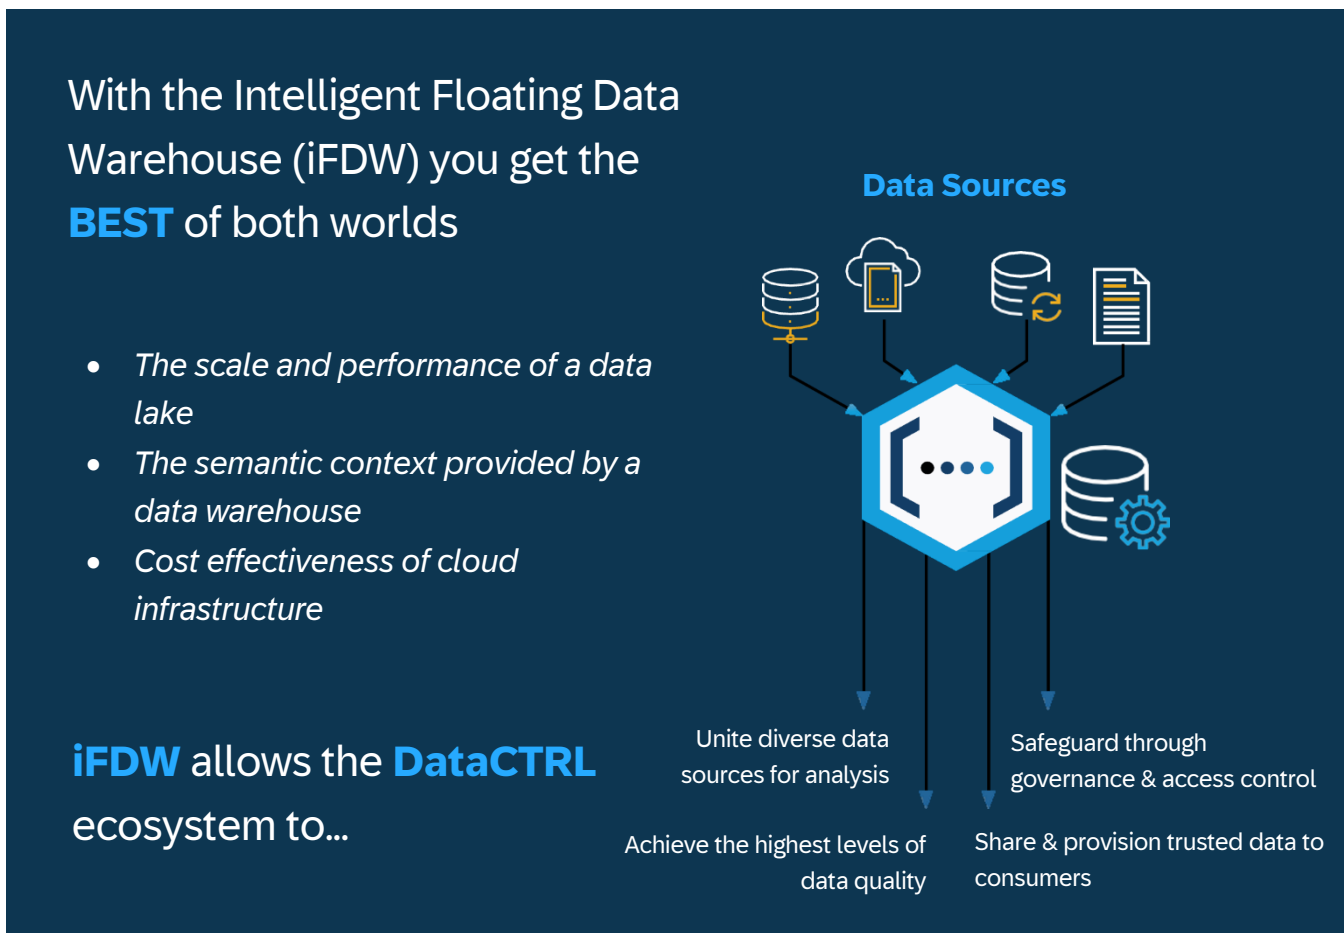 With the Intelligent Floating Data
Warehouse (iFDW) you get the
BEST of both worlds
• The scale and performance of a data
lake
• The semantic context provided by a
data warehouse
• Cost effectiveness of cloud
infrastructure
iFDW allows the DataCTRL
ecosystem to...
Data Sources
Unite diverse data
sources for analysis
Safeguard through
governance & access control
Achieve the highest levels of
data quality
Share & provision trusted data to
consumers